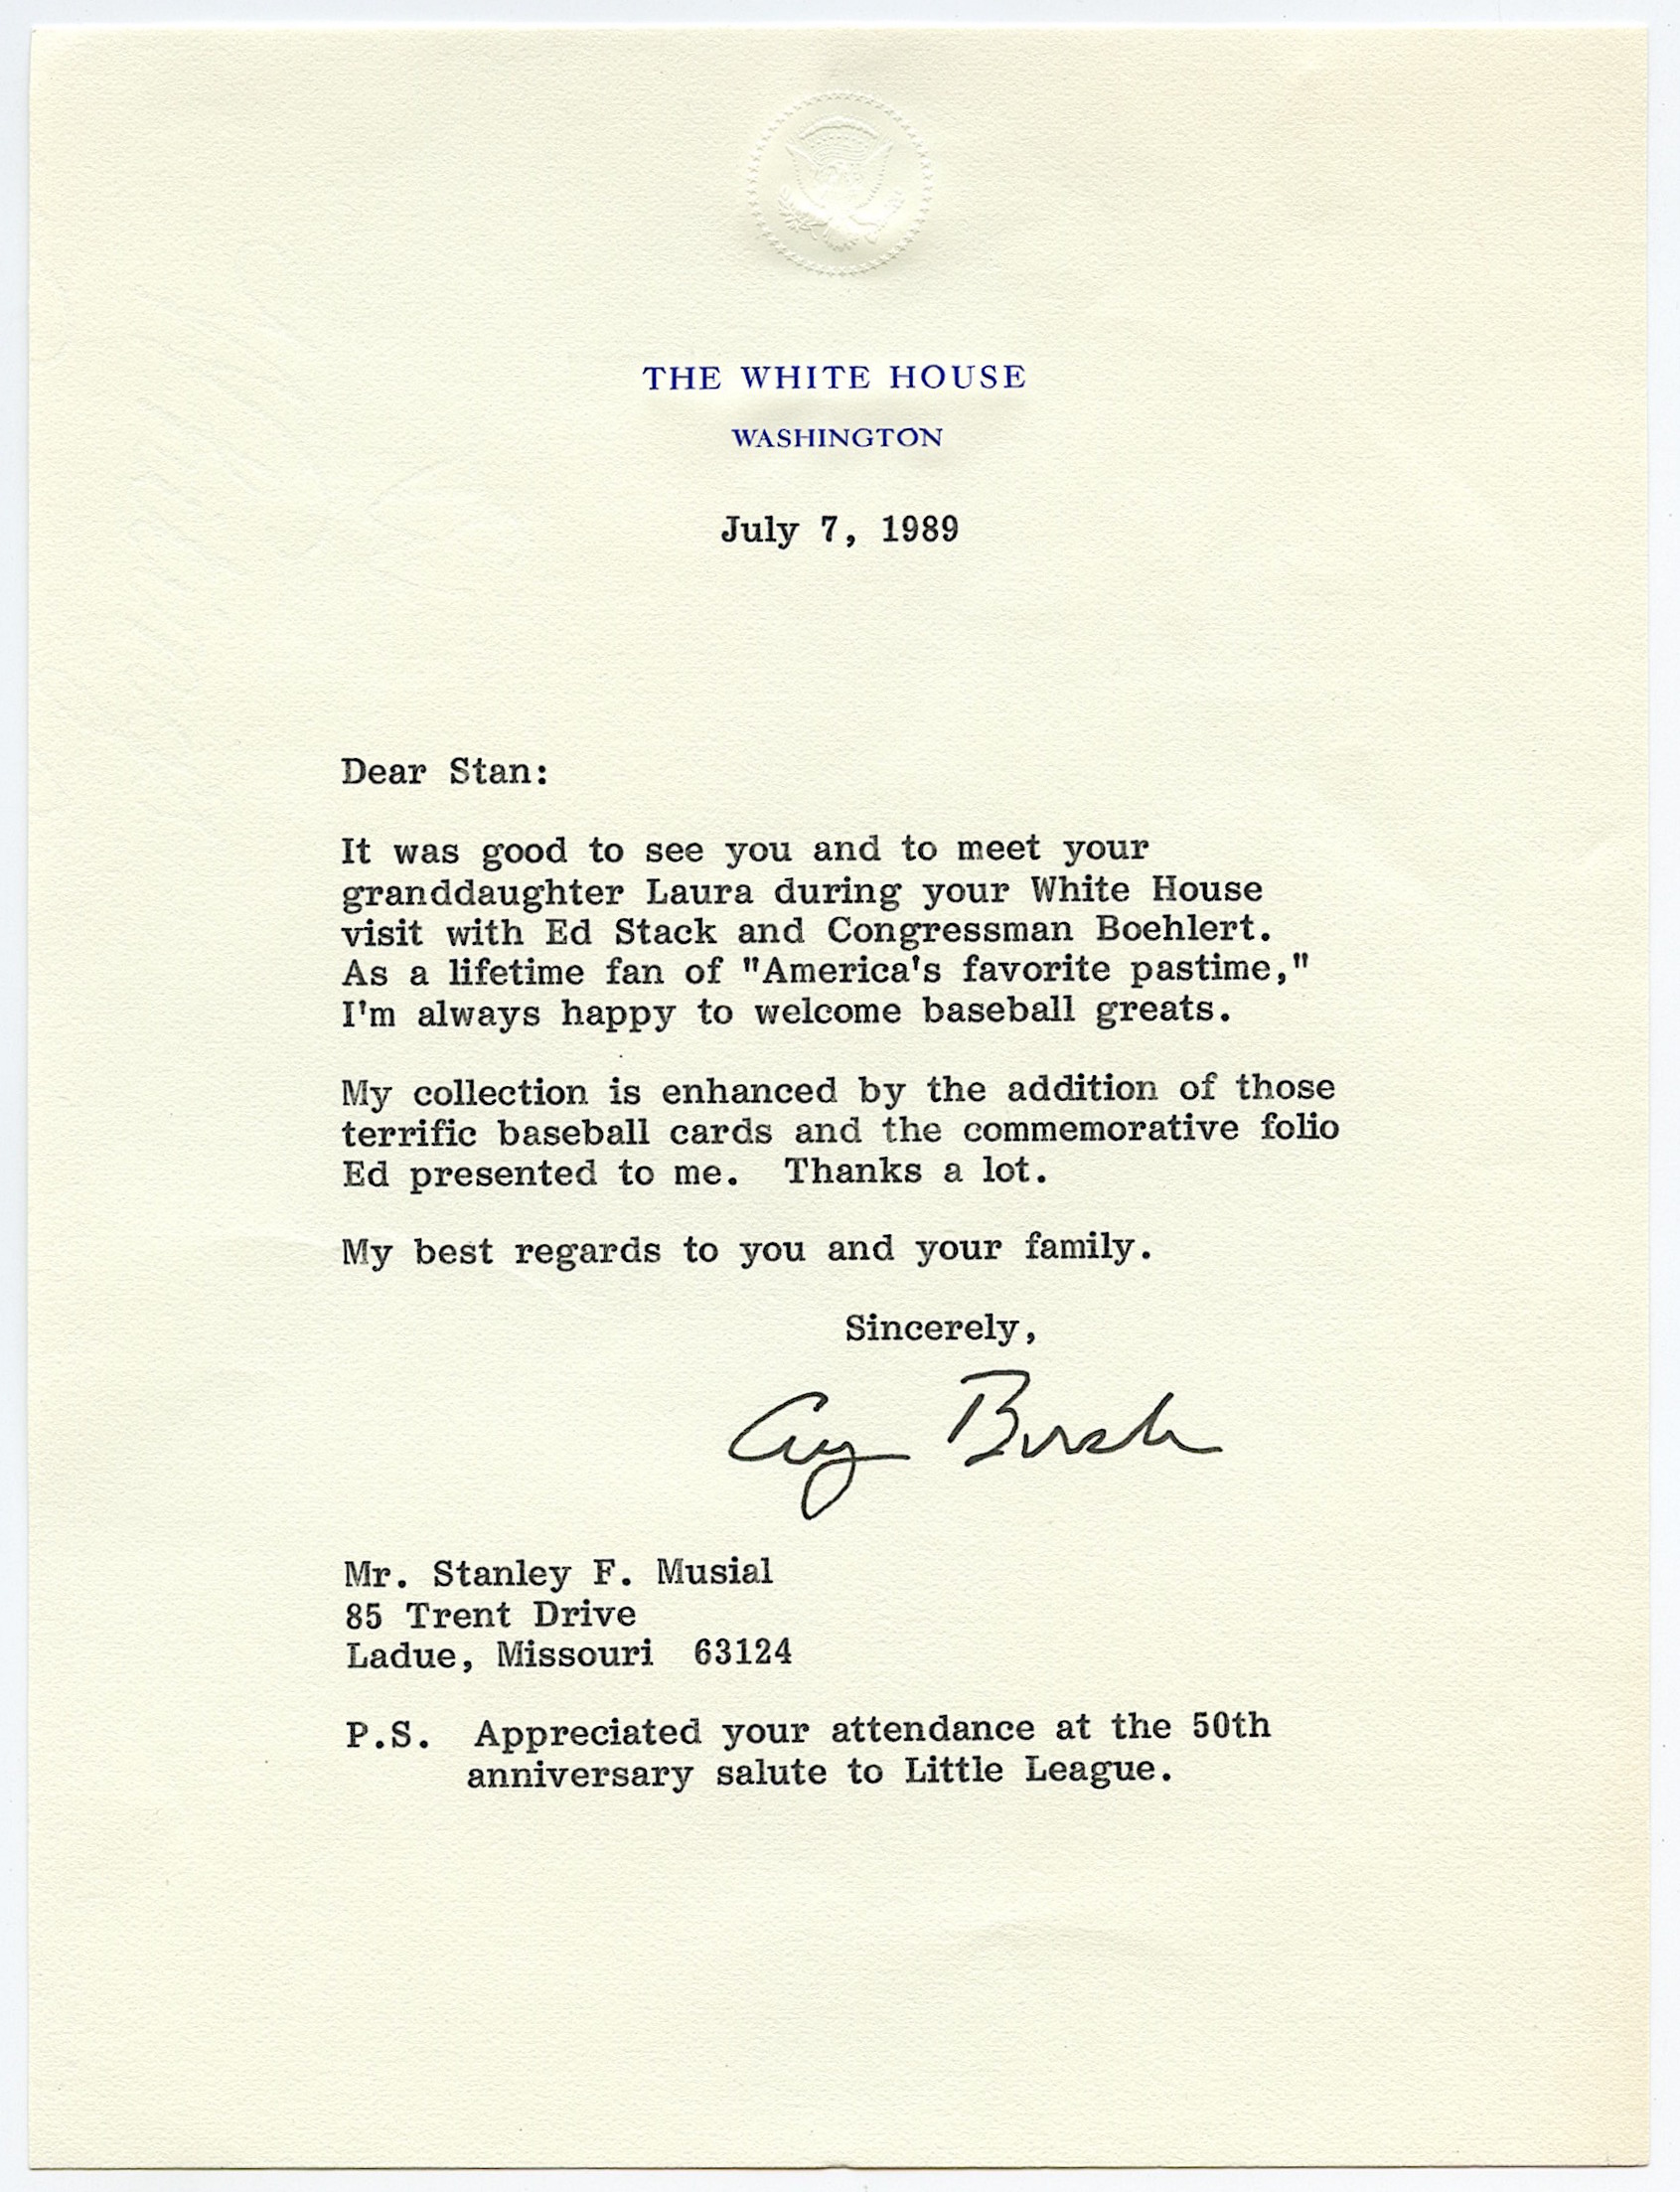 THE WHITE HOUSE
WASHINGTON
July 7, 1989
Dear Stan:
It was good to see you and to meet your
granddaughter Laura during your White House
visit with Ed Stack and Congressman Boehlert.
As a lifetime fan of "America's favorite pastime,"
I'm always happy to welcome baseball greats.
My collection is enhanced by the addition of those
terrific baseball cards and the commemorative folio
Ed presented to me.  Thanks a lot.
My best regards to you and your family.
Sincerely,
Bush
Mr. Stanley F. Musial
85 Trent Drive
Ladue, Missouri  63124
P.S.  Appreciated your attendance at the 50th
anniversary salute to Little League.